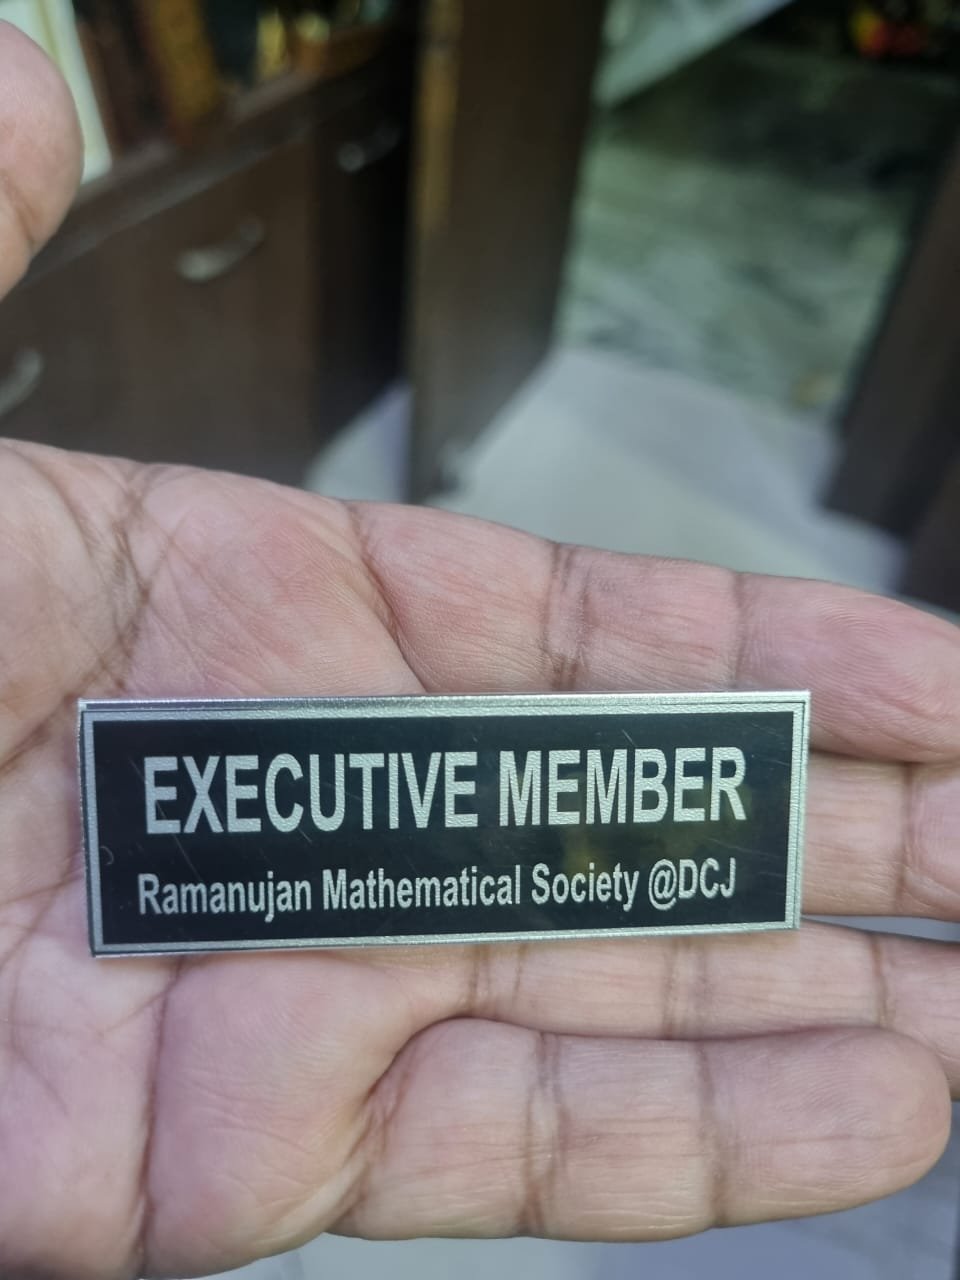 EXECUTIVE MEMBER
Ramanujan Mathematical Society @DCJ